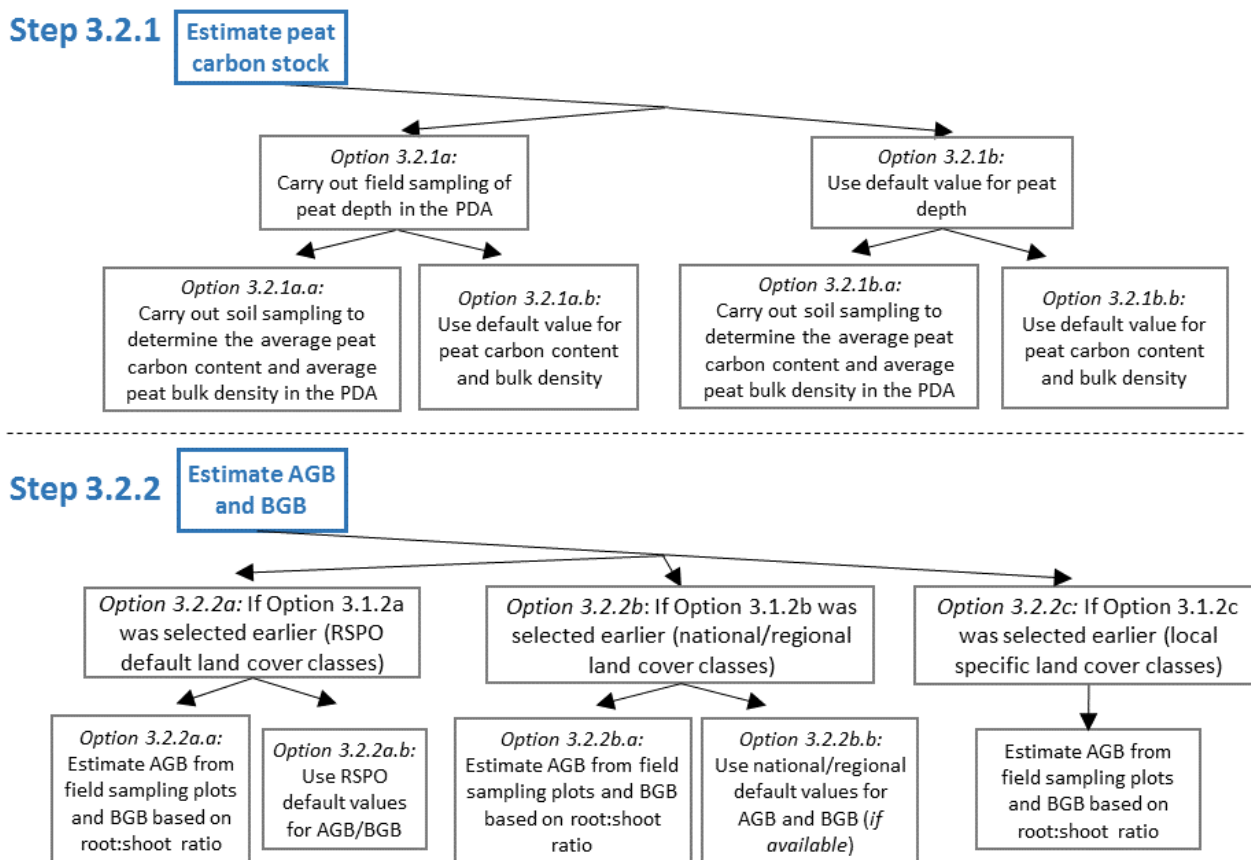 Step 3.2.1
Estimate peat
carbon stock
Option 3.2.1a:
Carry out field sampling of
peat depth in the PDA
Option 3.2.1b:
Use default value for peat
depth
Option 3.2.1a.a:
Carry out soil sampling to
determine the average peat
carbon content and average
peat bulk density in the PDA
Option 3.2.1a.b:
Use default value for
peat carbon content
and bulk density
Option 3.2.1b.a:
Carry out soil sampling to
determine the average peat
carbon content and average
peat bulk density in the PDA
Option 3.2.1b.b:
Use default value for
peat carbon content
and bulk density
Step 3.2.2
Estimate AGB
and BGB
Option 3.2.2a: If Option 3.1.2a
was selected earlier (RSPO
default land cover classes)
Option 3.2.2b: If Option 3.1.2b was
selected earlier (national/regional
land cover classes)
Option 3.2.2c: If Option 3.1.2c
was selected earlier (local
specific land cover classes)
Option 3.2.2a.a:
Estimate AGB from
field sampling plots
and BGB based on
root:shoot ratio
Option 3.2.2a.b:
Use RSPO
default values
for AGB/BGB
Option 3.2.2b.a:
Estimate AGB from field
sampling plots and BGB
based on root:shoot
ratio
Option 3.2.2b.b:
Use national/regional
default values for
AGB and BGB (if
available)
Estimate AGB from
field sampling plots
and BGB based on
root:shoot ratio